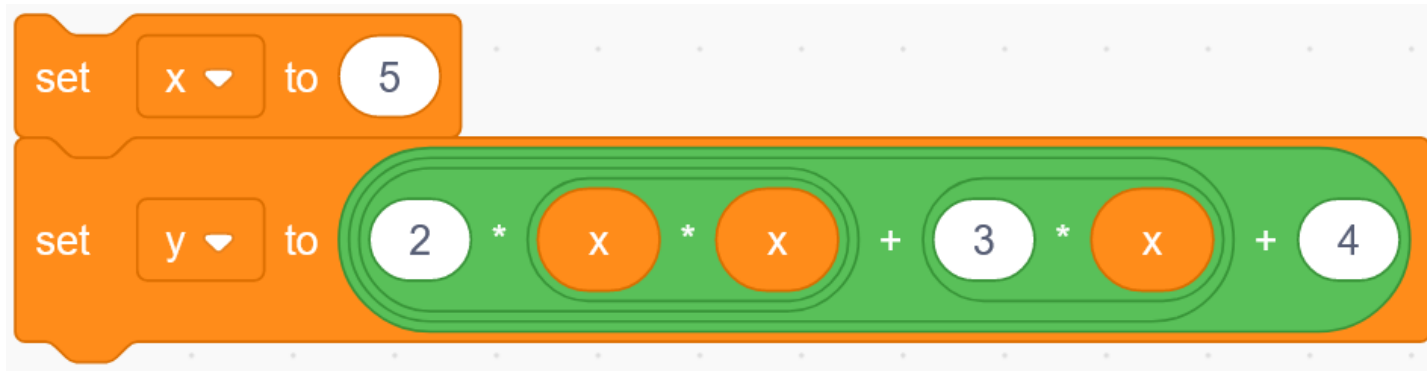 set x to 5
set y to 2 * x * x + 3 * x + 4